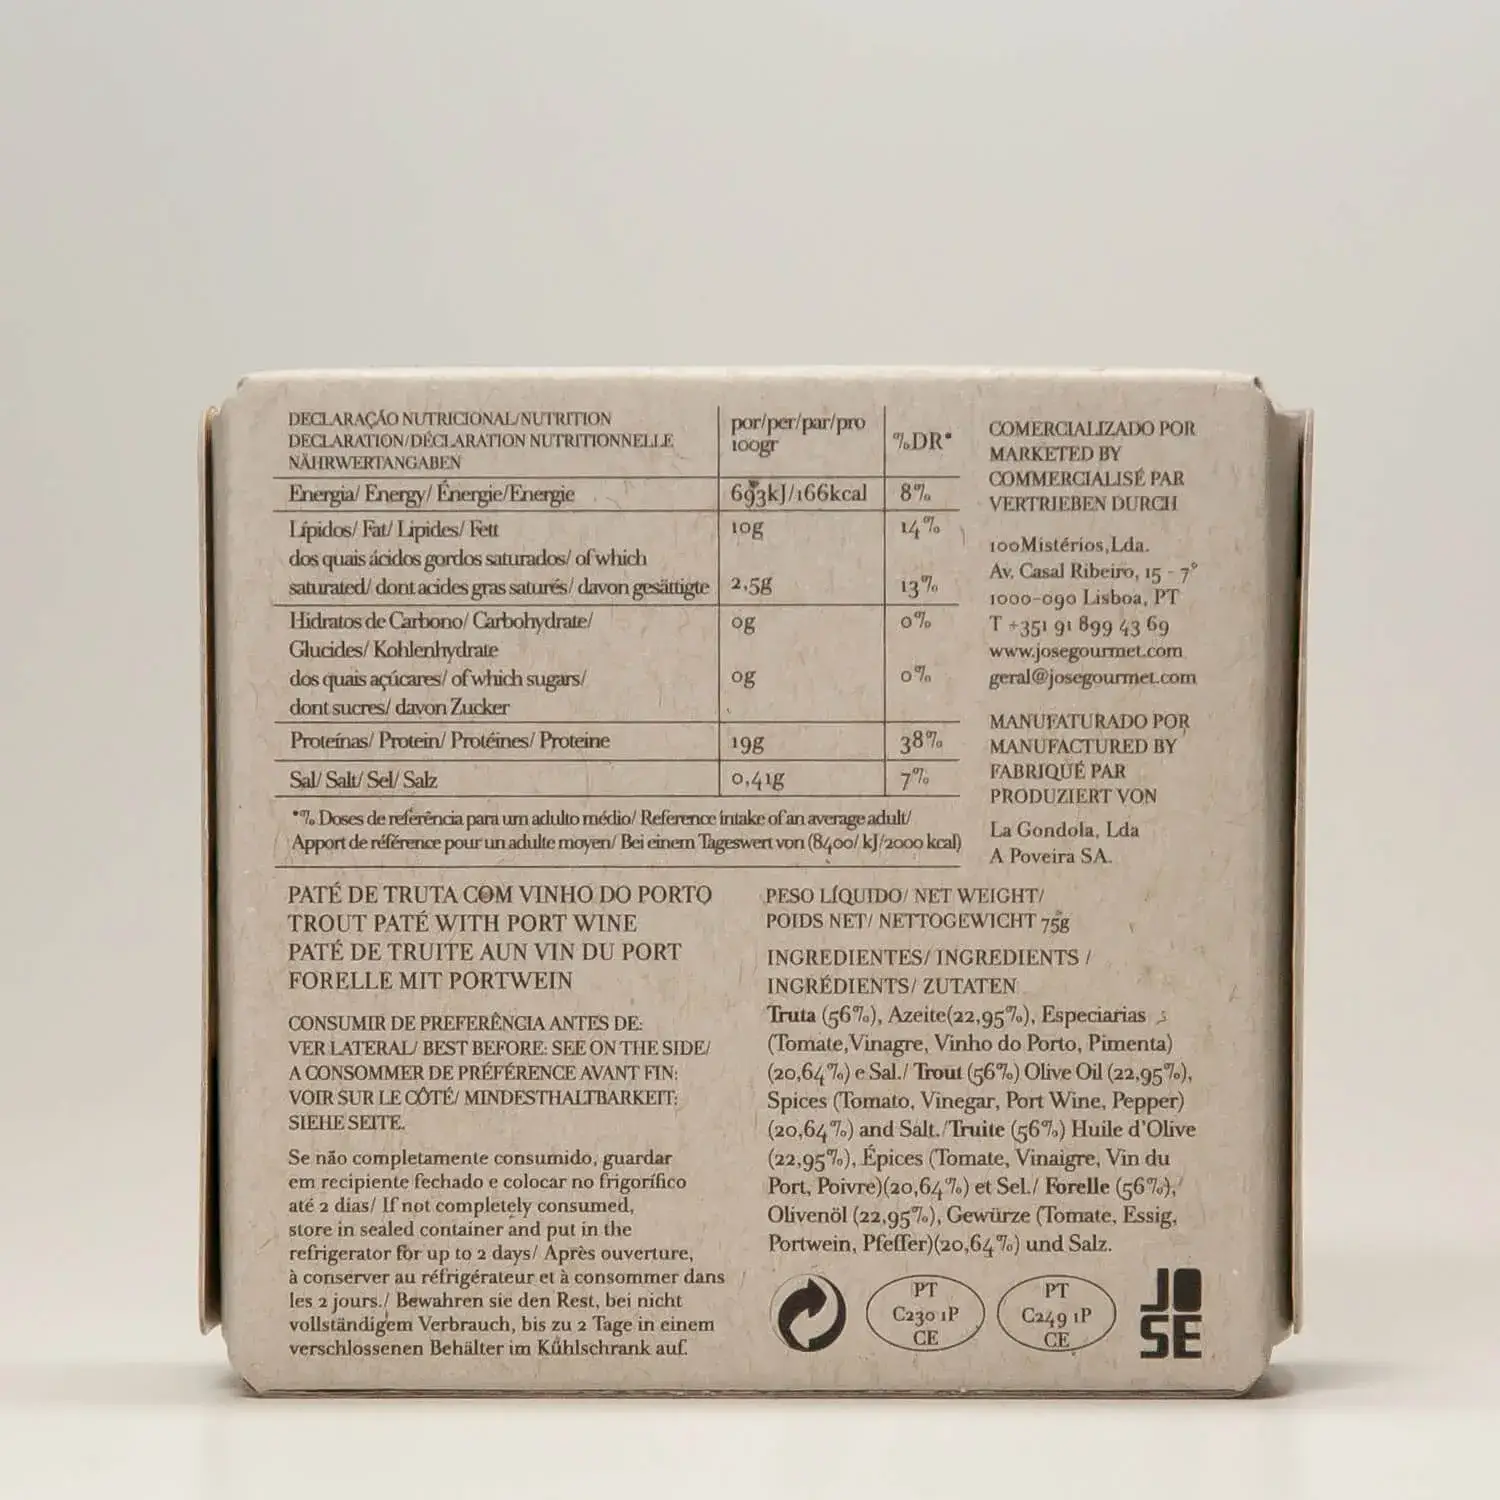 DECLARAÇÃO NUTRICIONAL/NUTRITION
DECLARATION/DÉCLARATION NUTRITIONNELLE
NÄHRWERTANGABEN
por/per/par/pro
100gr
%DR*
Energia/ Energy/ Énergie/Energie
693kJ/166kcal
8%
Lípidos/ Fat/ Lipides/ Fett
10g
14%
dos quais ácidos gordos saturados/ of which
saturated/ dont acides gras saturés/ davon gesättigte
2,5g
13%
Hidratos de Carbono/ Carbohydrate/
Glucides/ Kohlenhydrate
0g
0%
dos quais açúcares/ of which sugars/
dont sucres/ davon Zucker
0g
0%
Proteínas/ Protein/ Protéines/ Proteine
19g
38%
Sal/ Salt/ Sel/ Salz
0,41g
7%
*% Doses de referência para um adulto médio/ Reference intake of an average adult/
Apport de référence pour un adulte moyen/ Bei einem Tageswert von (8400/ kJ/2000 kcal)
COMERCIALIZADO POR
MARKETED BY
COMMERCIALISÉ PAR
VERTRIEBEN DURCH
100Mistérios,Lda.
Av. Casal Ribeiro, 15 - 7º
1000-090 Lisboa, PT
T +351 91 899 43 69
www.josegourmet.com
geral@josegourmet.com
MANUFATURADO POR
MANUFACTURED BY
FABRIQUÉ PAR
PRODUZIERT VON
La Gondola, Lda
A Poveira SA.
PATÉ DE TRUTA COM VINHO DO PORTO
TROUT PATÉ WITH PORT WINE
PATÉ DE TRUITE AUN VIN DU PORT
FORELLE MIT PORTWEIN
CONSUMIR DE PREFERÊNCIA ANTES DE:
VER LATERAL/ BEST BEFORE: SEE ON THE SIDE/
A CONSOMMER DE PRÉFÉRENCE AVANT FIN:
VOIR SUR LE CÔTÉ/ MINDESTHALTBARKEIT:
SIEHE SEITE.
Se não completamente consumido, guardar
em recipiente fechado e colocar no frigorífico
até 2 dias/ If not completely consumed,
store in sealed container and put in the
refrigerator for up to 2 days/ Après ouverture,
à conserver au réfrigérateur et à consommer dans
les 2 jours./ Bewahren sie den Rest, bei nicht
vollständigem Verbrauch, bis zu 2 Tage in einem
verschlossenen Behälter im Kühlschrank auf.
PESO LÍQUIDO/ NET WEIGHT/
POIDS NET/ NETTOGEWICHT 75g
INGREDIENTES/ INGREDIENTS /
INGRÉDIENTS/ ZUTATEN
Truta (56%), Azeite(22,95%), Especiarias
(Tomate,Vinagre, Vinho do Porto, Pimenta)
(20,64%) e Sal./ Trout (56%) Olive Oil (22,95%),
Spices (Tomato, Vinegar, Port Wine, Pepper)
(20,64%) and Salt./Truite (56%) Huile d'Olive
(22,95%), Épices (Tomate, Vinaigre, Vin du
Port, Poivre)(20,64%) et Sel./ Forelle (56%),
Olivenöl (22,95%), Gewürze (Tomate, Essig,
Portwein, Pfeffer)(20,64%) und Salz.
PT
C230 1P
CE
PT
C249 1P
CE
JO
SE